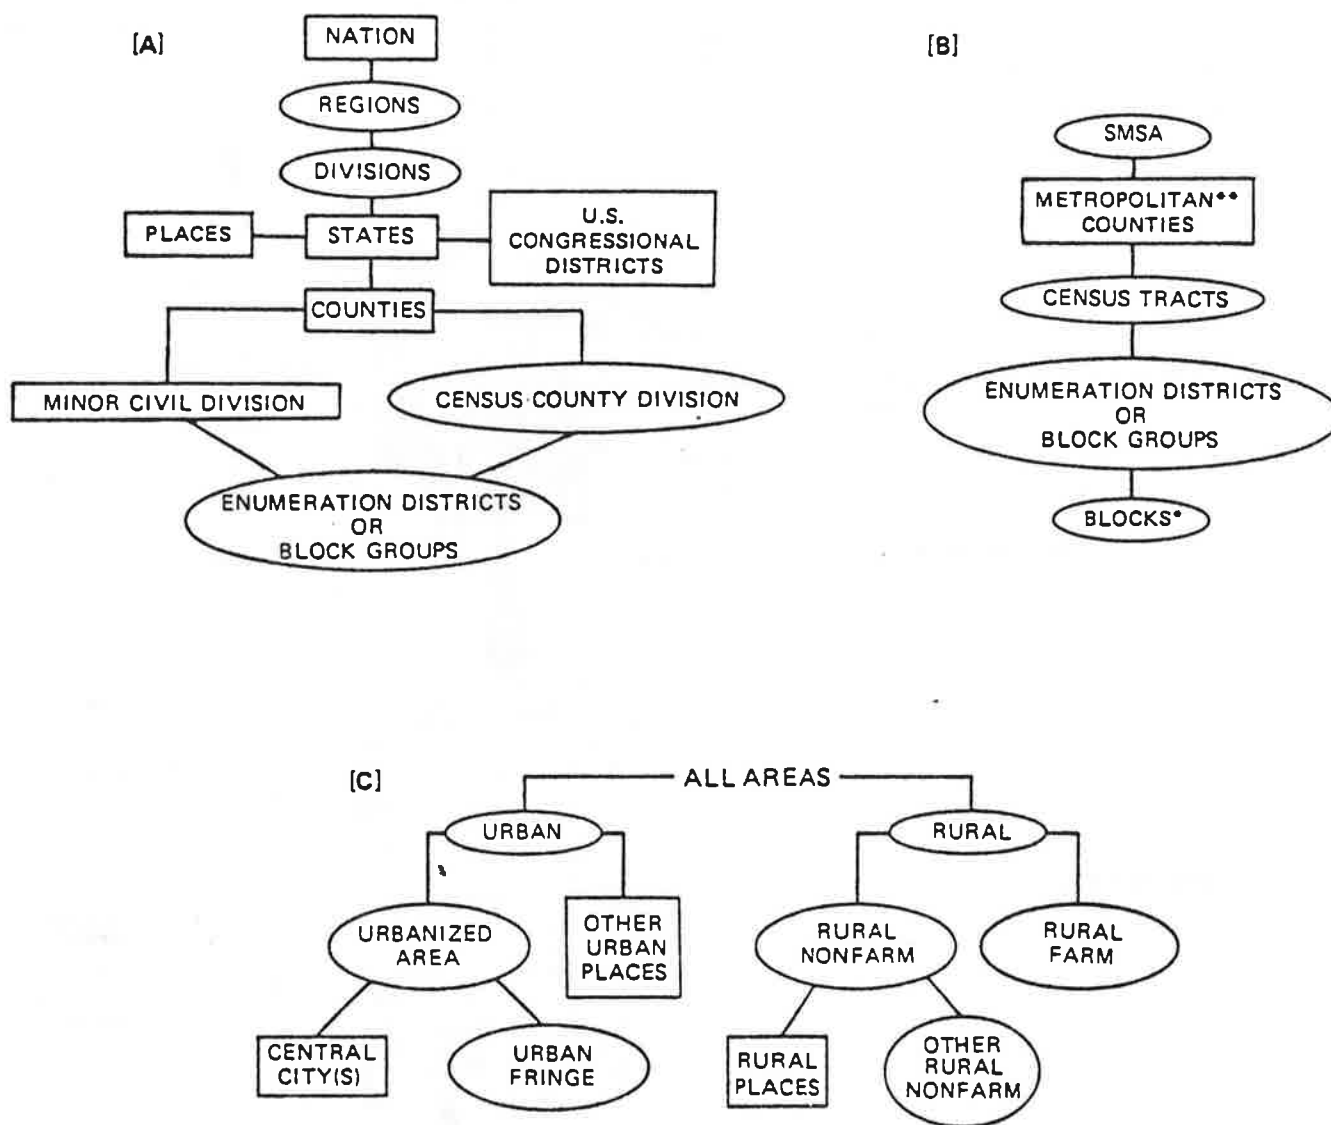 [A]
NATION
REGIONS
DIVISIONS
PLACES
STATES
U.S.
CONGRESSIONAL
DISTRICTS
COUNTIES
MINOR CIVIL DIVISION
CENSUS COUNTY DIVISION
ENUMERATION DISTRICTS
OR
BLOCK GROUPS
[B]
SMSA
METROPOLITAN**
COUNTIES
CENSUS TRACTS
ENUMERATION DISTRICTS
OR
BLOCK GROUPS
BLOCKS*
[C]
ALL AREAS
URBAN
RURAL
URBANIZED
AREA
OTHER
URBAN
PLACES
RURAL
NONFARM
RURAL
FARM
CENTRAL
CITY(S)
URBAN
FRINGE
RURAL
PLACES
OTHER
RURAL
NONFARM